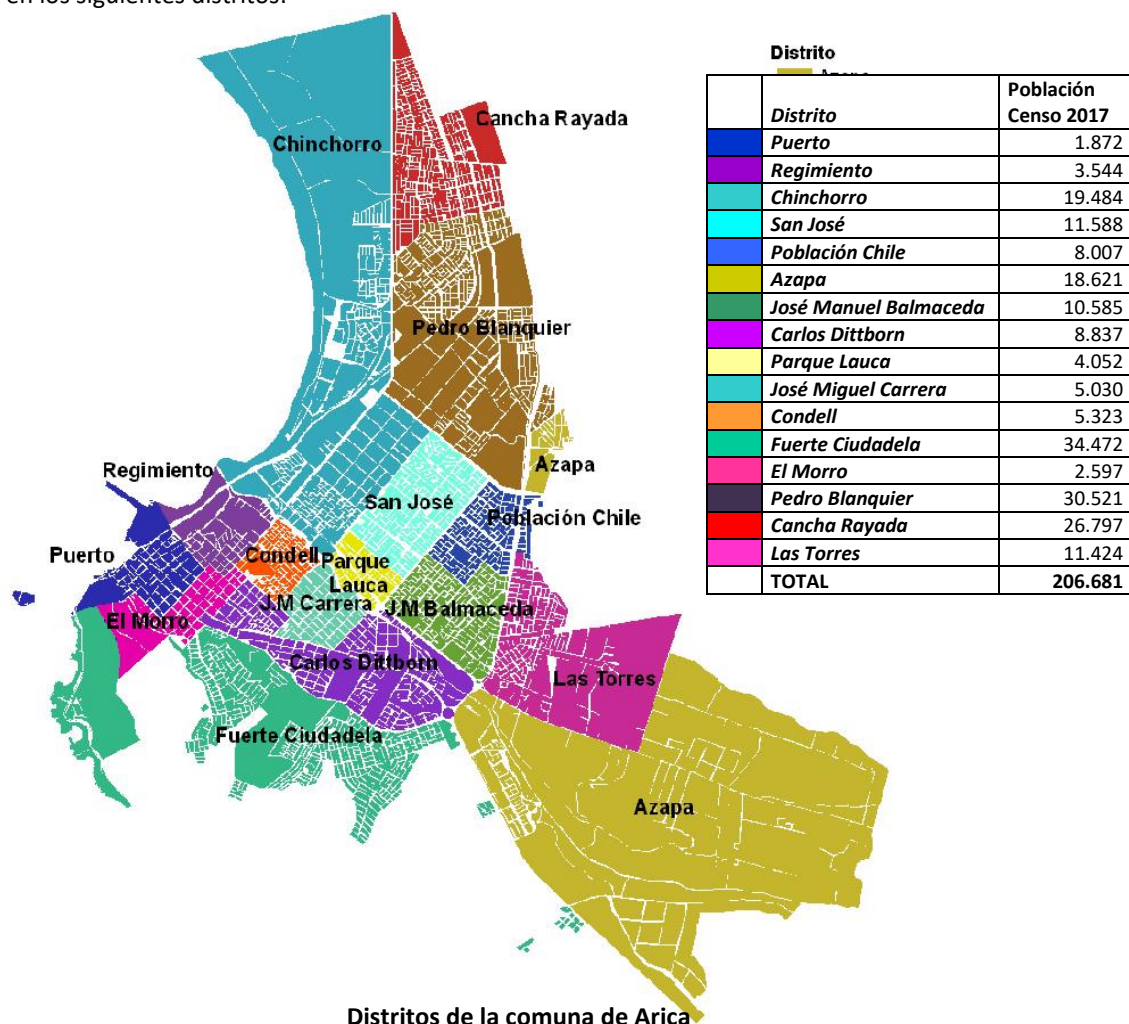 en los siguientes distritos:
Distrito
Distrito Población Censo 2017
Puerto 1.872
Regimiento 3.544
Chinchorro 19.484
San José 11.588
Población Chile 8.007
Azapa 18.621
José Manuel Balmaceda 10.585
Carlos Dittborn 8.837
Parque Lauca 4.052
José Miguel Carrera 5.030
Condell 5.323
Fuerte Ciudadela 34.472
El Morro 2.597
Pedro Blanquier 30.521
Cancha Rayada 26.797
Las Torres 11.424
TOTAL 206.681
Cancha Rayada
Chinchorro
Pedro Blanquier
Azapa
Regimiento
San José
Población Chile
Puerto
Condell
Parque
Lauca
J.M Carrera
J.M Balmaceda
El Morro
Carlos Dittborn
Las Torres
Fuerte Ciudadela
Azapa
Distritos de la comuna de Arica